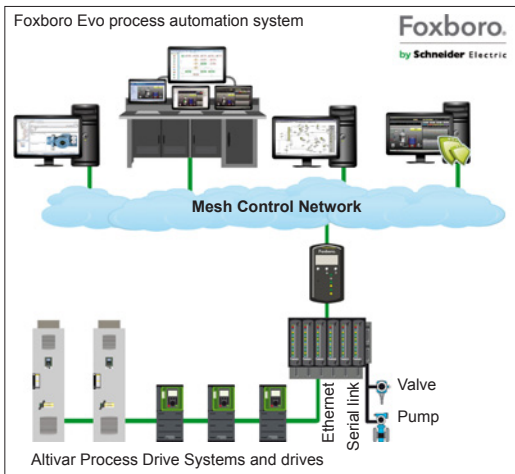 Foxboro Evo process automation system
Foxboro.
by Schneider Electric
Mesh Control Network
Foxboro
Ethernet
Serial link
Valve
Pump
Altivar Process Drive Systems and drives